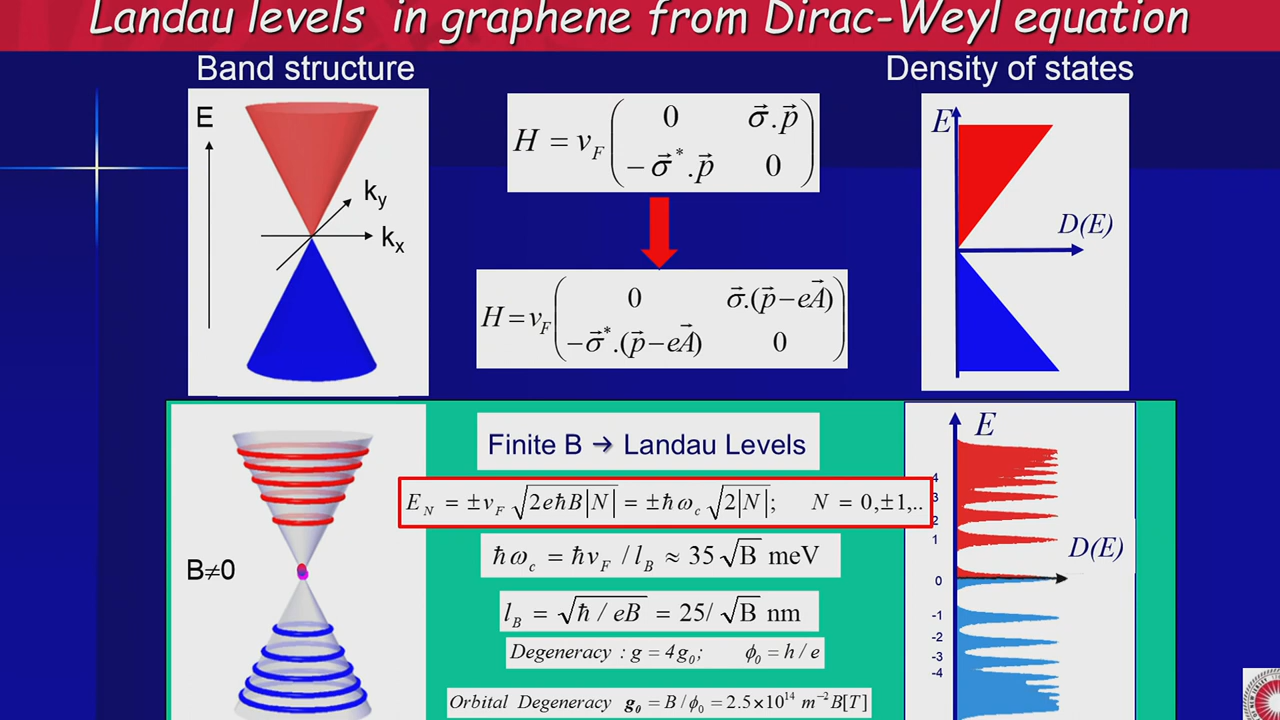 Landau levels in graphene from Dirac-Weyl equation
Band structure
Density of states
E
k_y
k_x
H = v_F ( 0 σ⃗.p⃗
−σ⃗*.p⃗ 0 )
H = v_F ( 0 σ⃗.(p⃗−eA⃗)
−σ⃗*.(p⃗−eA⃗) 0 )
E
D(E)
B≠0
Finite B → Landau Levels
E_N = ±v_F √(2eħB|N|) = ±ħω_c √(2|N|); N = 0,±1,..
ħω_c = ħv_F / l_B ≈ 35 √B meV
l_B = √(ħ / eB) = 25/ √B nm
Degeneracy : g = 4g_0; ϕ_0 = h / e
Orbital Degeneracy g_0 = B / ϕ_0 = 2.5×10^14 m^−2 B[T]
E
4
3
2
1
D(E)
0
-1
-2
-3
-4